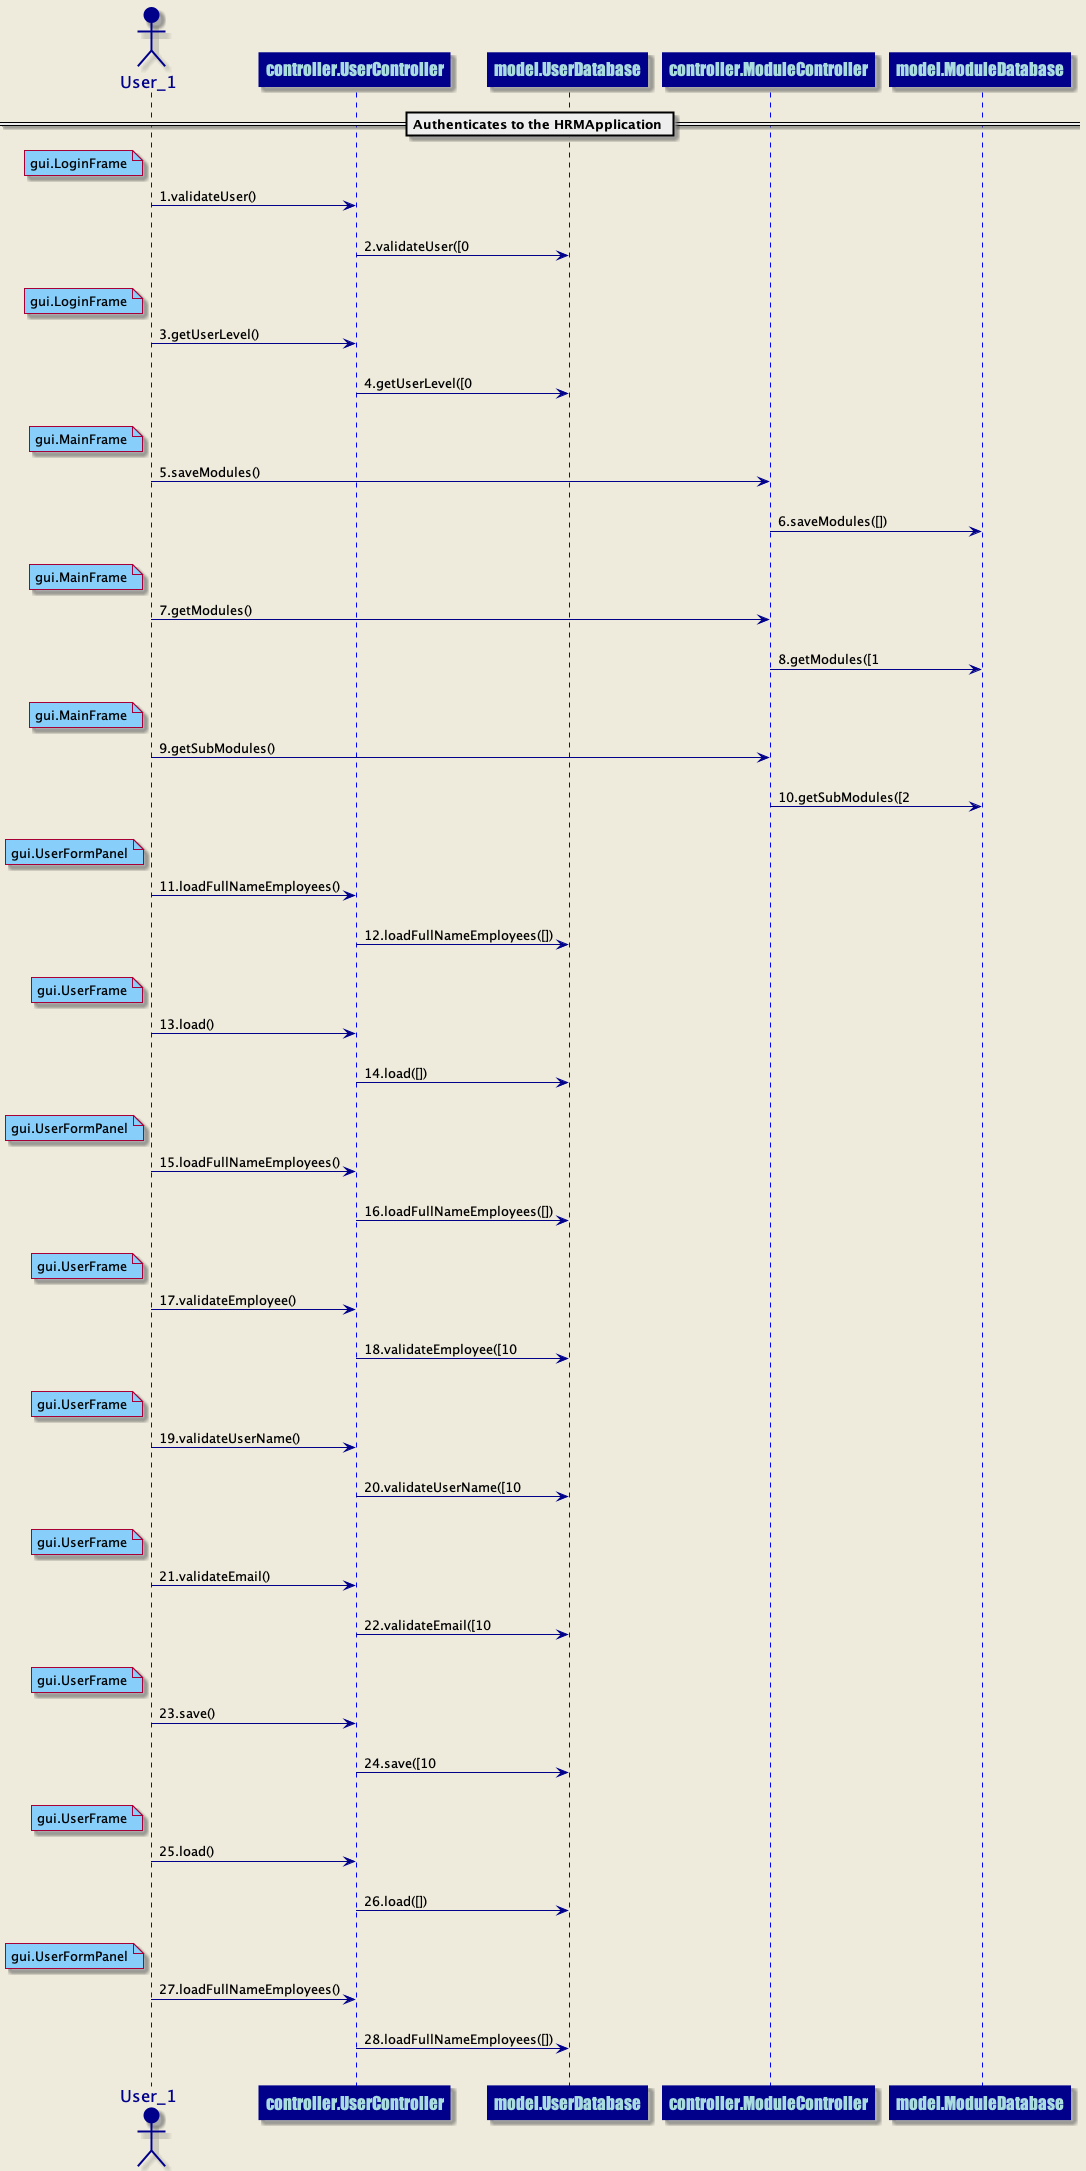 User_1
controller.UserController
model.UserDatabase
controller.ModuleController
model.ModuleDatabase
Authenticates to the HRMApplication
gui.LoginFrame
1.validateUser()
2.validateUser([0
gui.LoginFrame
3.getUserLevel()
4.getUserLevel([0
gui.MainFrame
5.saveModules()
6.saveModules([])
gui.MainFrame
7.getModules()
8.getModules([1
gui.MainFrame
9.getSubModules()
10.getSubModules([2
gui.UserFormPanel
11.loadFullNameEmployees()
12.loadFullNameEmployees([])
gui.UserFrame
13.load()
14.load([])
gui.UserFormPanel
15.loadFullNameEmployees()
16.loadFullNameEmployees([])
gui.UserFrame
17.validateEmployee()
18.validateEmployee([10
gui.UserFrame
19.validateUserName()
20.validateUserName([10
gui.UserFrame
21.validateEmail()
22.validateEmail([10
gui.UserFrame
23.save()
24.save([10
gui.UserFrame
25.load()
26.load([])
gui.UserFormPanel
27.loadFullNameEmployees()
28.loadFullNameEmployees([])
User_1
controller.UserController
model.UserDatabase
controller.ModuleController
model.ModuleDatabase